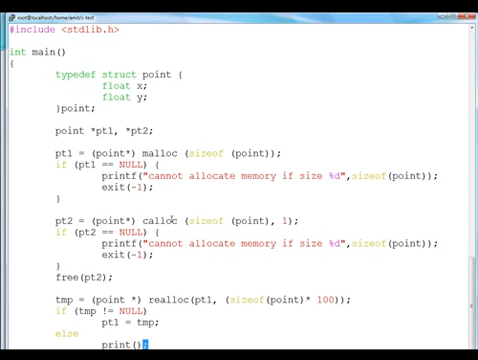 root@localhost:/home/amit/c-test
#include <stdlib.h>
int main()
{
typedef struct point {
float x;
float y;
}point;
point *pt1, *pt2;
pt1 = (point*) malloc (sizeof (point));
if (pt1 == NULL) {
printf("cannot allocate memory if size %d",sizeof(point));
exit(-1);
}
pt2 = (point*) calloc (sizeof (point), 1);
if (pt2 == NULL) {
printf("cannot allocate memory if size %d",sizeof(point));
exit(-1);
}
free(pt2);
tmp = (point *) realloc(pt1, (sizeof(point)* 100));
if (tmp != NULL)
pt1 = tmp;
else
print();